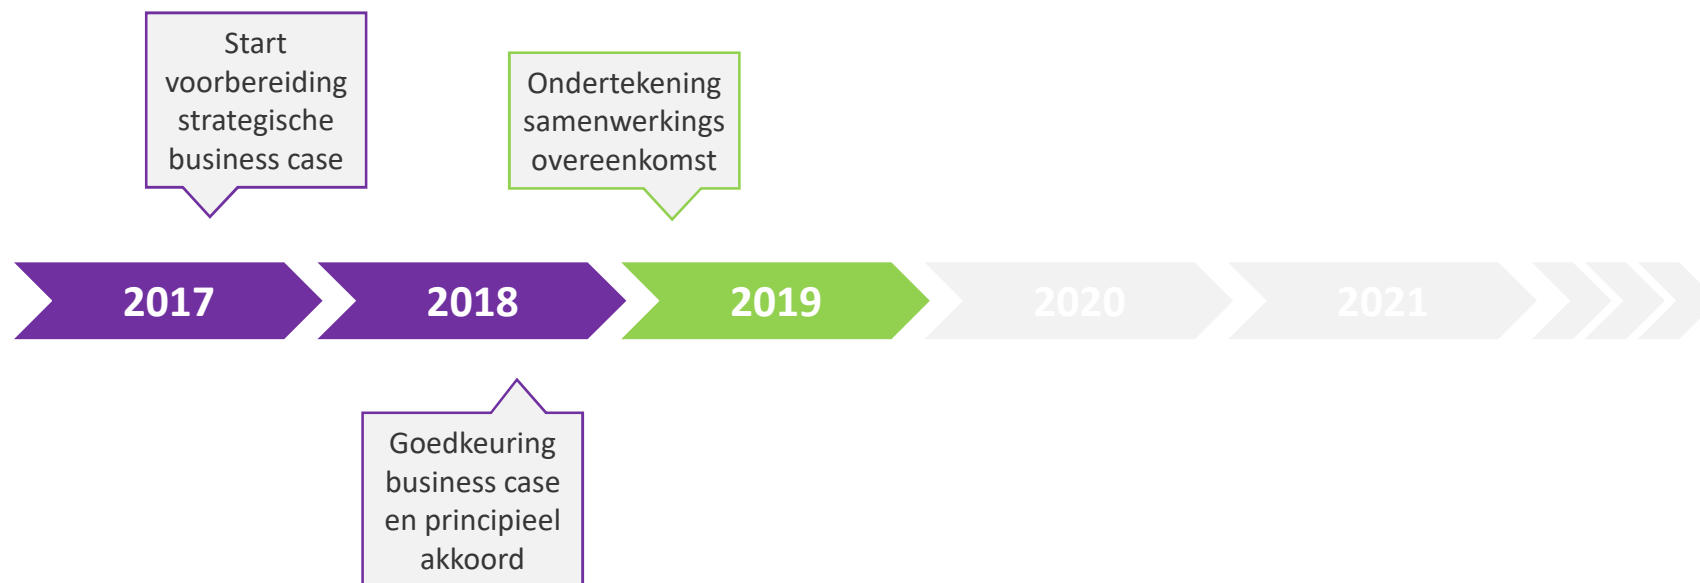 Start
voorbereiding
strategische
business case
Ondertekening
samenwerkings
overeenkomst
2017
2018
2019
2020
2021
Goedkeuring
business case
en principieel
akkoord